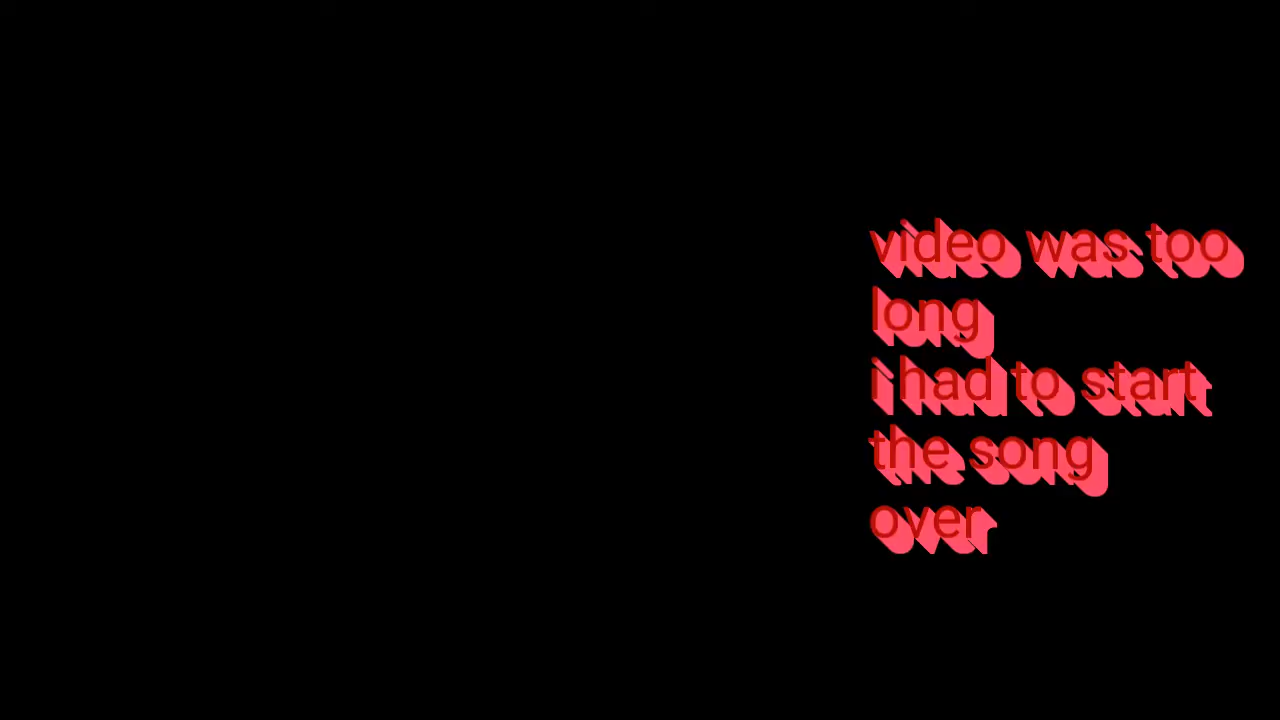 video was too
long
i had to start
the song
over